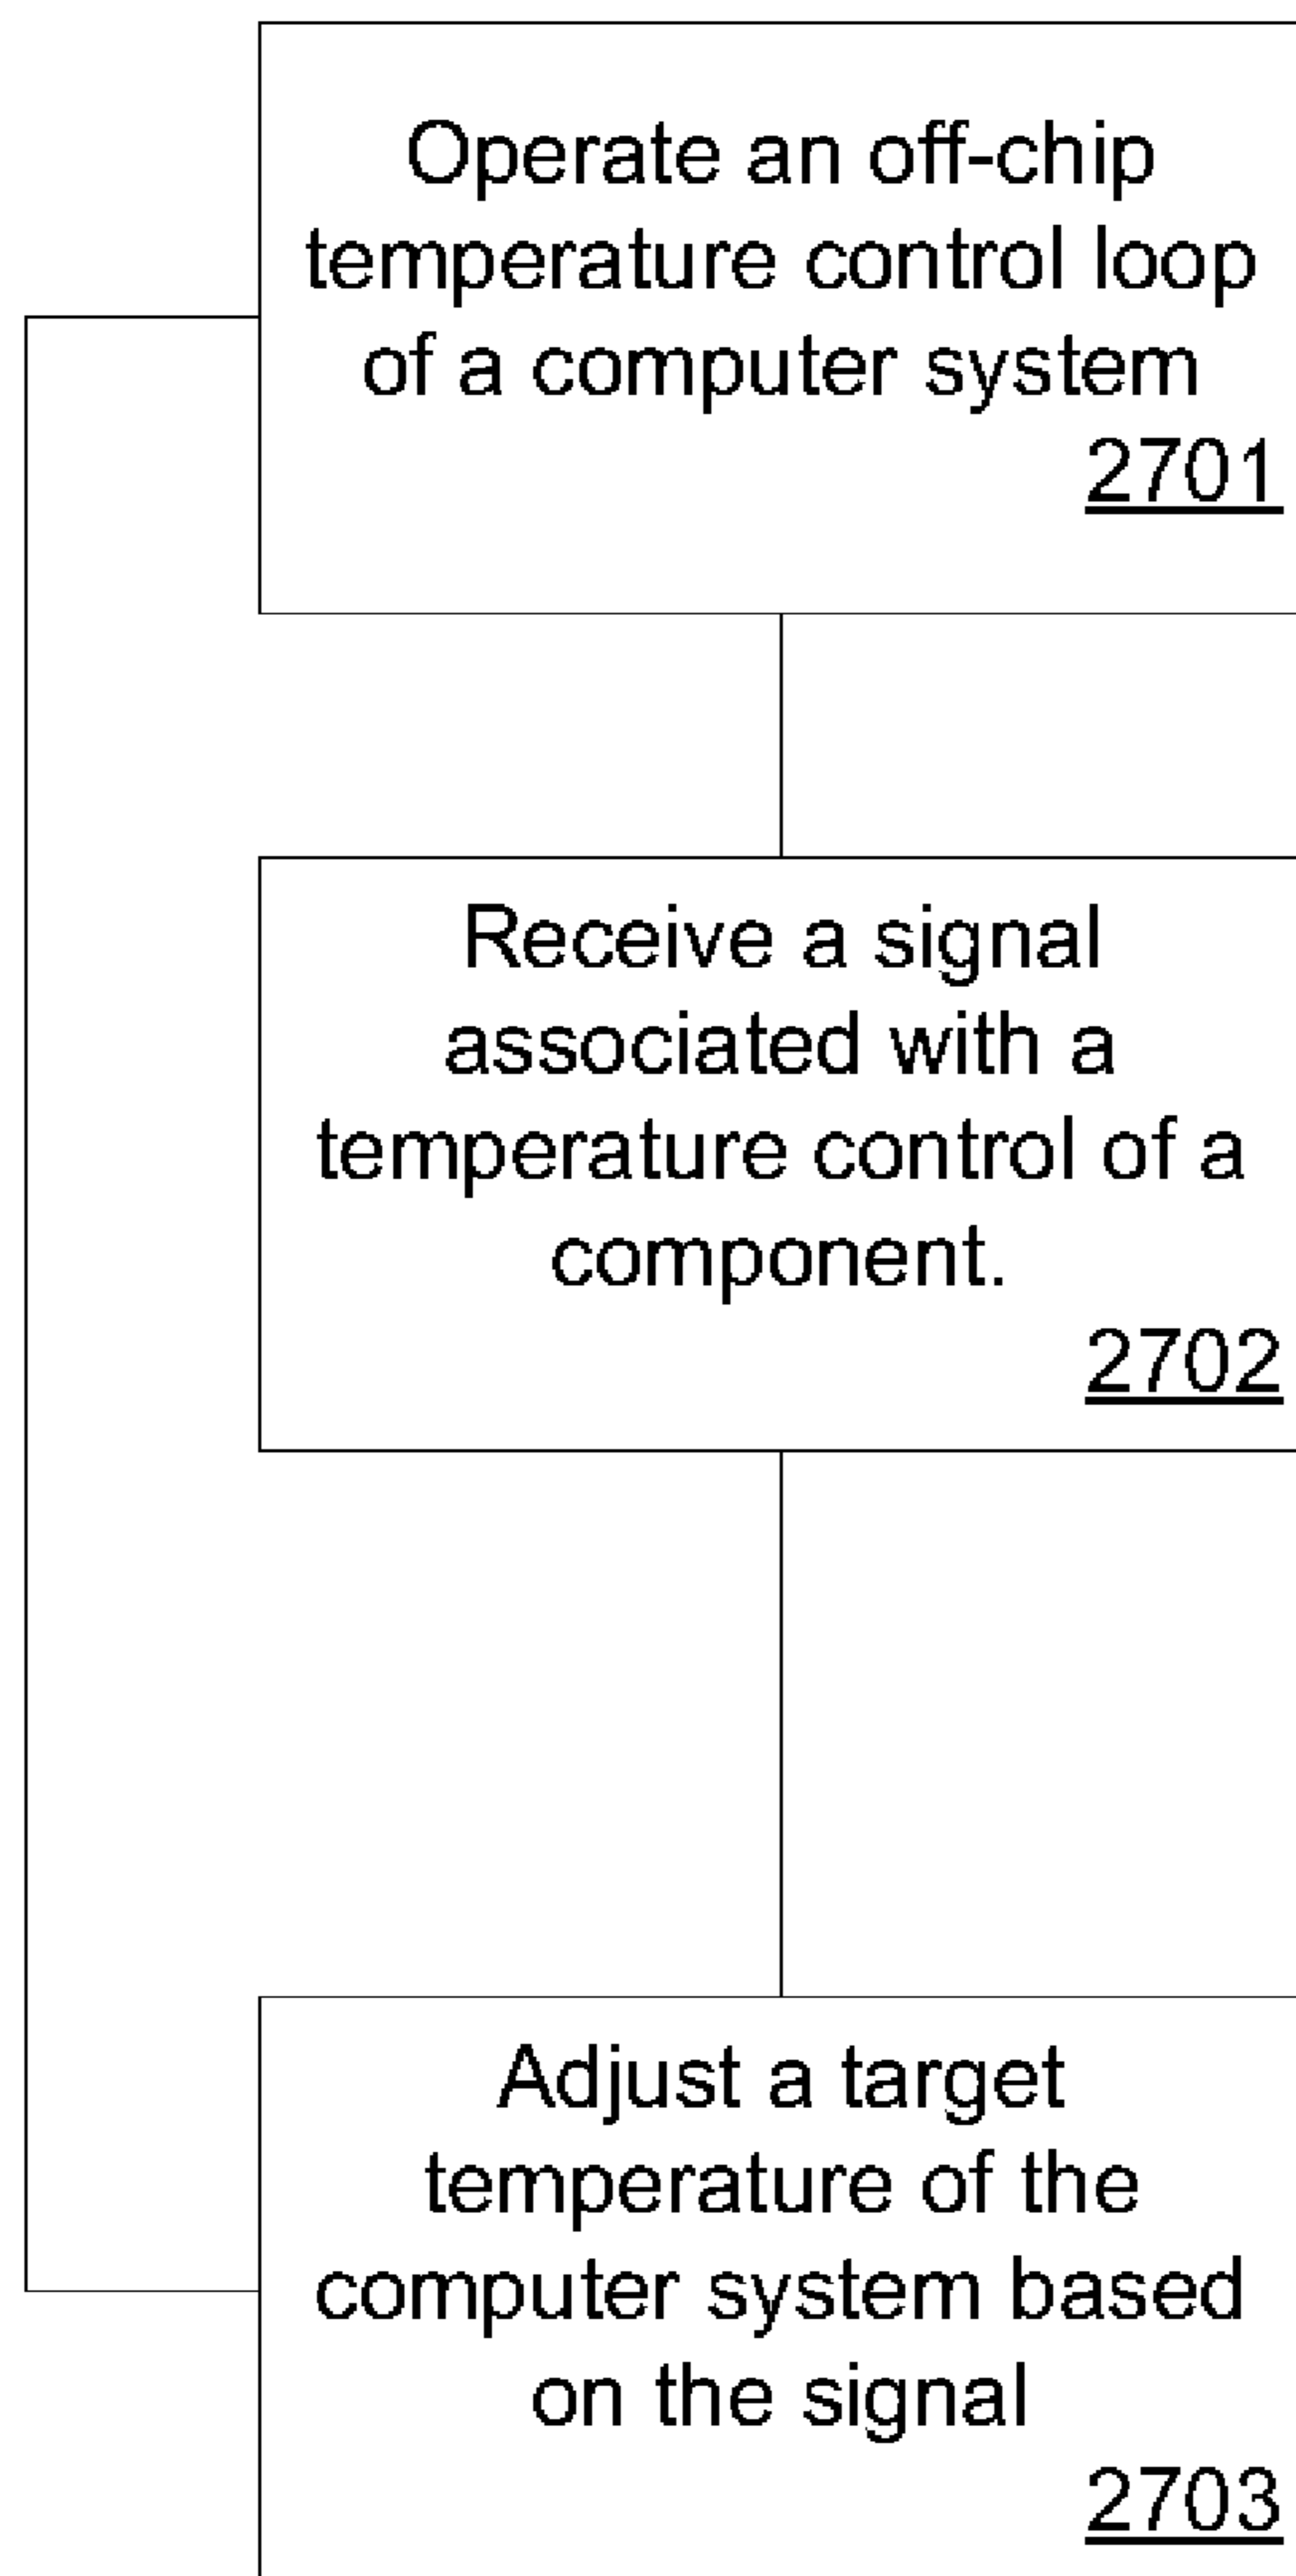 Operate an off-chip
temperature control loop
of a computer system
2701
Receive a signal
associated with a
temperature control of a
component.
2702
Adjust a target
temperature of the
computer system based
on the signal
2703